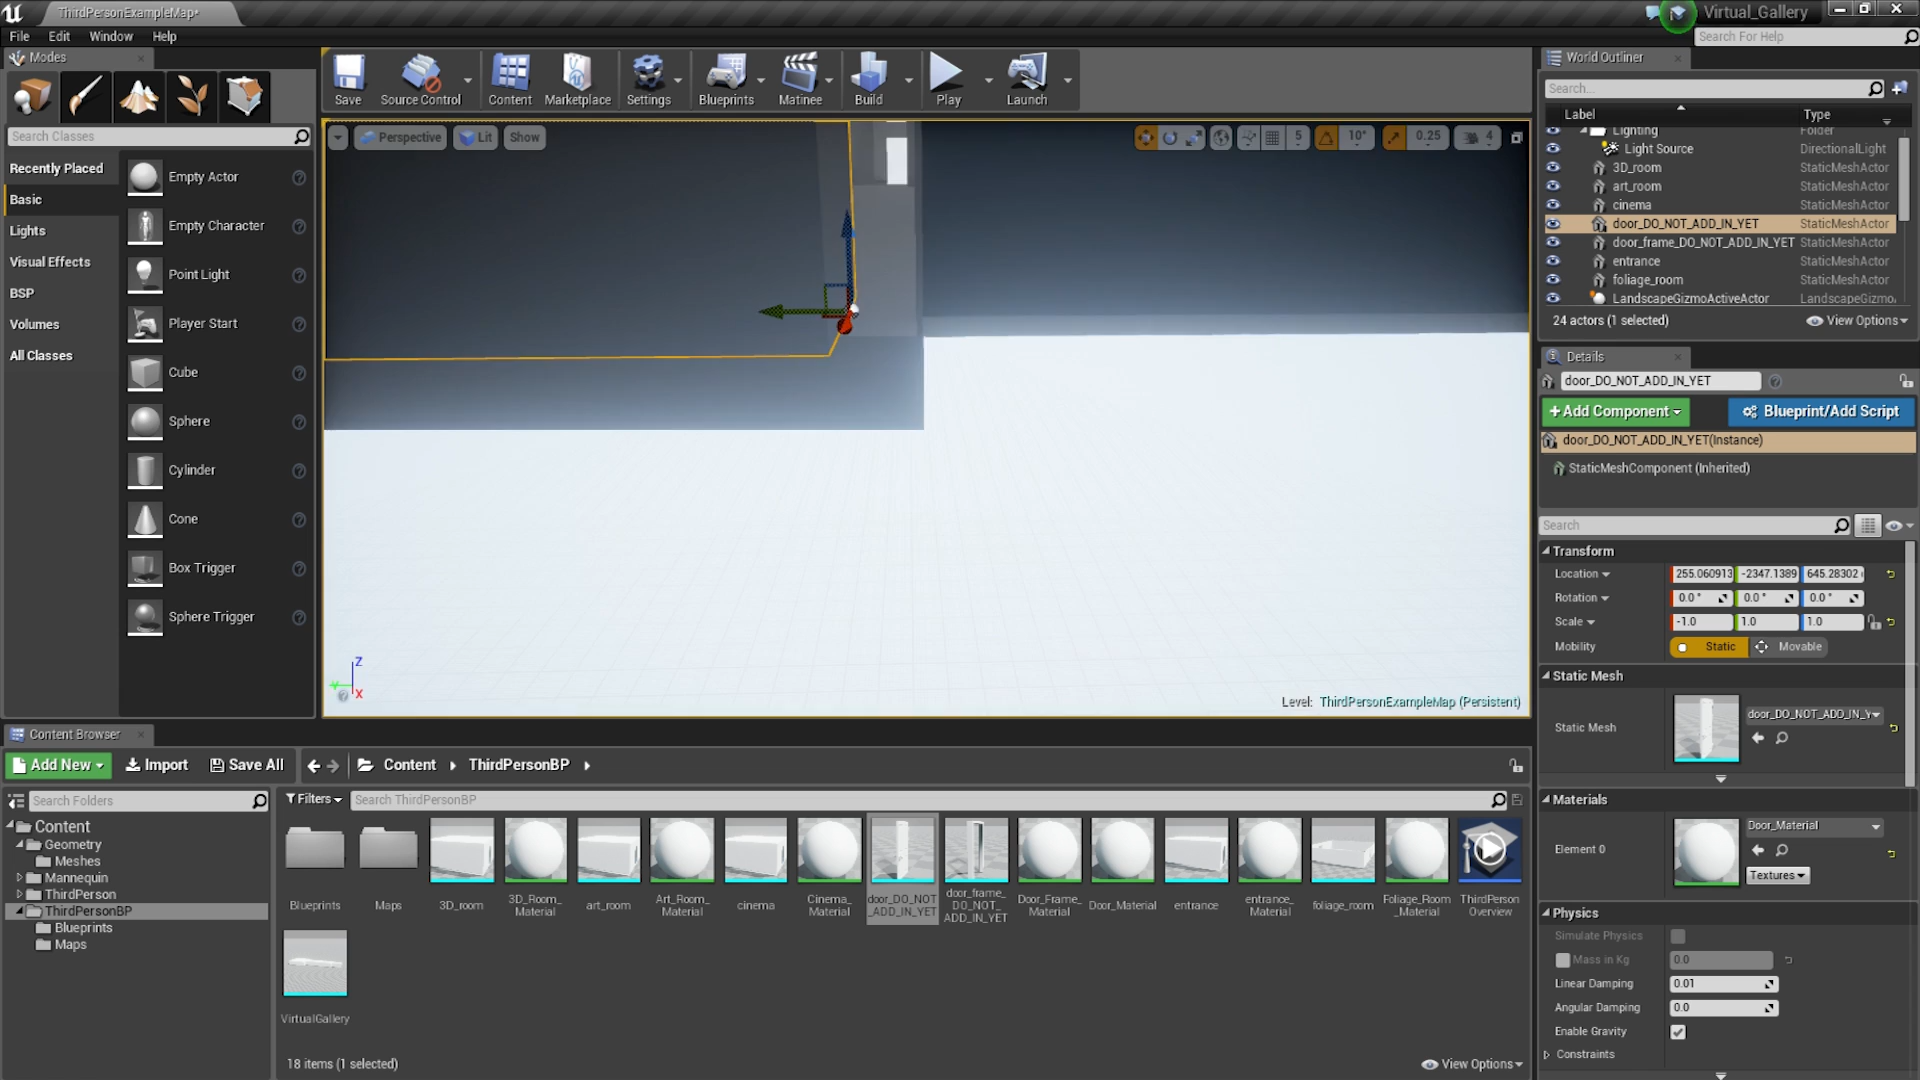 ThirdPersonExampleMap*
Virtual_Gallery
File Edit Window Help
Search For Help
Modes
Search Classes
Recently Placed
Basic
Lights
Visual Effects
BSP
Volumes
All Classes
Empty Actor
Empty Character
Point Light
Player Start
Cube
Sphere
Cylinder
Cone
Box Trigger
Sphere Trigger
Save Source Control Content Marketplace Settings Blueprints Matinee Build Play Launch
Perspective Lit Show
5 10° 0.25 4
Z
Y
X
Level: ThirdPersonExampleMap (Persistent)
World Outliner
Search...
Label Type
Lighting Folder
Light Source DirectionalLight
3D_room StaticMeshActor
art_room StaticMeshActor
cinema StaticMeshActor
door_DO_NOT_ADD_IN_YET StaticMeshActor
door_frame_DO_NOT_ADD_IN_YET StaticMeshActor
entrance StaticMeshActor
foliage_room StaticMeshActor
LandscapeGizmoActiveActor LandscapeGizmo
24 actors (1 selected) View Options
Details
door_DO_NOT_ADD_IN_YET
+Add Component Blueprint/Add Script
door_DO_NOT_ADD_IN_YET(Instance)
StaticMeshComponent (Inherited)
Search
Transform
Location 255.060913 -2347.1389 645.28302
Rotation 0.0 ° 0.0 ° 0.0 °
Scale -1.0 1.0 1.0
Mobility Static Movable
Static Mesh
Static Mesh door_DO_NOT_ADD_IN_Y
Materials
Element 0 Door_Material
Textures
Physics
Simulate Physics
Mass in Kg 0.0
Linear Damping 0.01
Angular Damping 0.0
Enable Gravity
Constraints
Content Browser
Add New Import Save All Content ThirdPersonBP
Search Folders
Content
Geometry
Meshes
Mannequin
ThirdPerson
ThirdPersonBP
Blueprints
Maps
Filters Search ThirdPersonBP
Blueprints
Maps
3D_room
3D_Room_
Material
art_room
Art_Room_
Material
cinema
Cinema_
Material
door_DO_NOT
_ADD_IN_YET
door_frame_
DO_NOT_
ADD_IN_YET
Door_Frame_
Material
Door_Material
entrance
entrance_
Material
foliage_room
Foliage_Room
_Material
ThirdPerson
Overview
VirtualGallery
18 items (1 selected) View Options